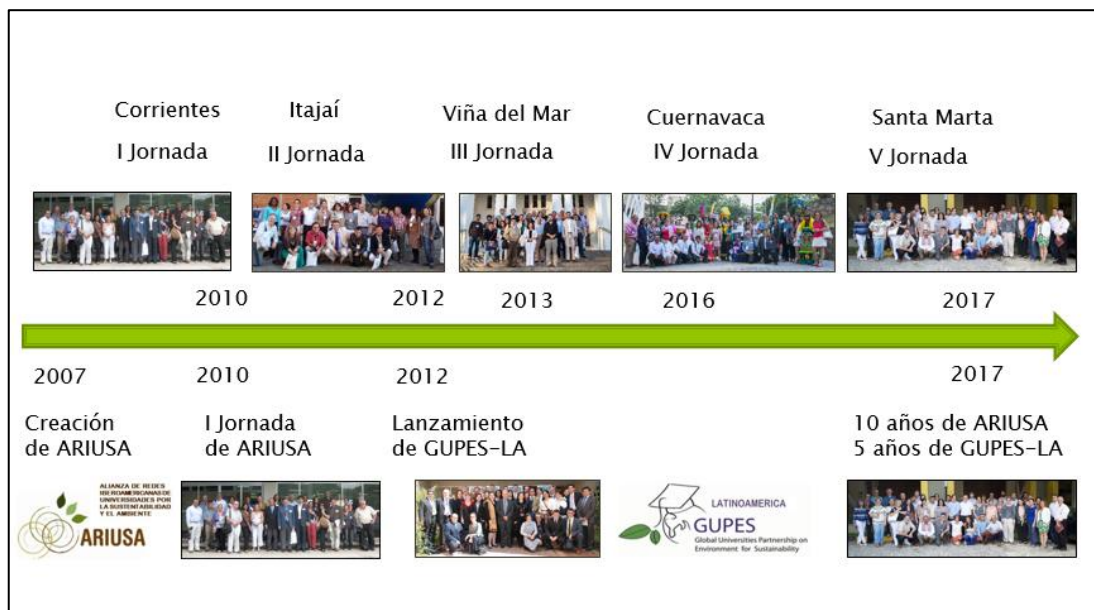 Corrientes
I Jornada
Itajaí
II Jornada
Viña del Mar
III Jornada
Cuernavaca
IV Jornada
Santa Marta
V Jornada
2010
2012
2013
2016
2017
2007
2010
2012
2017
Creación
de ARIUSA
I Jornada
de ARIUSA
Lanzamiento
de GUPES-LA
10 años de ARIUSA
5 años de GUPES-LA
ALIANZA DE REDES
IBEROAMERICANAS DE
UNIVERSIDADES POR
LA SUSTENTABILIDAD
Y EL AMBIENTE
ARIUSA
LATINOAMERICA
GUPES
Global Universities Partnership on
Environment for Sustainability